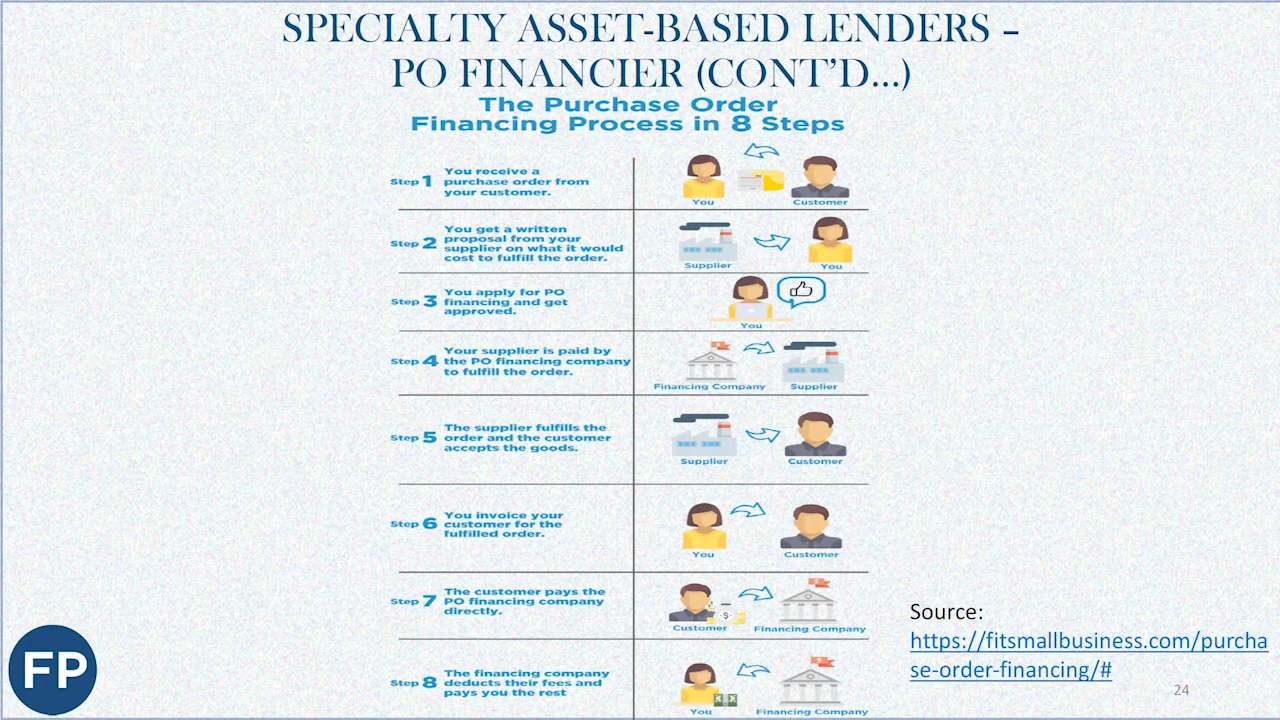 SPECIALTY ASSET-BASED LENDERS –
PO FINANCIER (CONT’D...)
The Purchase Order
Financing Process in 8 Steps
Step 1
You receive a
purchase order from
your customer.
You
Customer
Step 2
You get a written
proposal from your
supplier on what it would
cost to fulfill the order.
Supplier
You
Step 3
You apply for PO
financing and get
approved.
You
Step 4
Your supplier is paid by
the PO financing company
to fulfill the order.
$
Financing Company
Supplier
Step 5
The supplier fulfills the
order and the customer
accepts the goods.
Supplier
Customer
Step 6
You invoice your
customer for the
fulfilled order.
You
Customer
Step 7
The customer pays the
PO financing company
directly.
$
$
Customer
Financing Company
Step 8
The financing company
deducts their fees and
pays you the rest
$
You
Financing Company
Source:
https://fitsmallbusiness.com/purcha
se-order-financing/#
FP
24